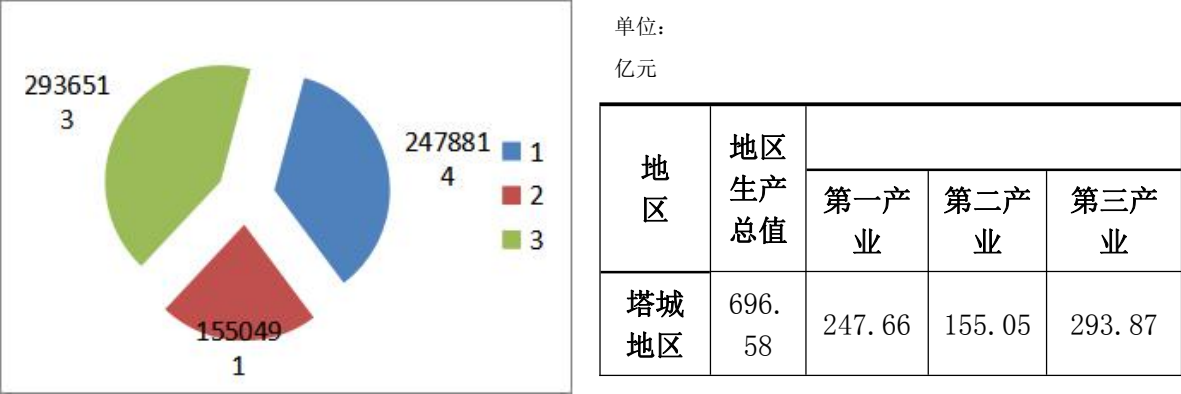 293651
3
247881
4
155049
1
1
2
3
单位：
亿元
地
区
地区
生产
总值
第一产
业
第二产
业
第三产
业
塔城
地区
696.
58
247.66
155.05
293.87